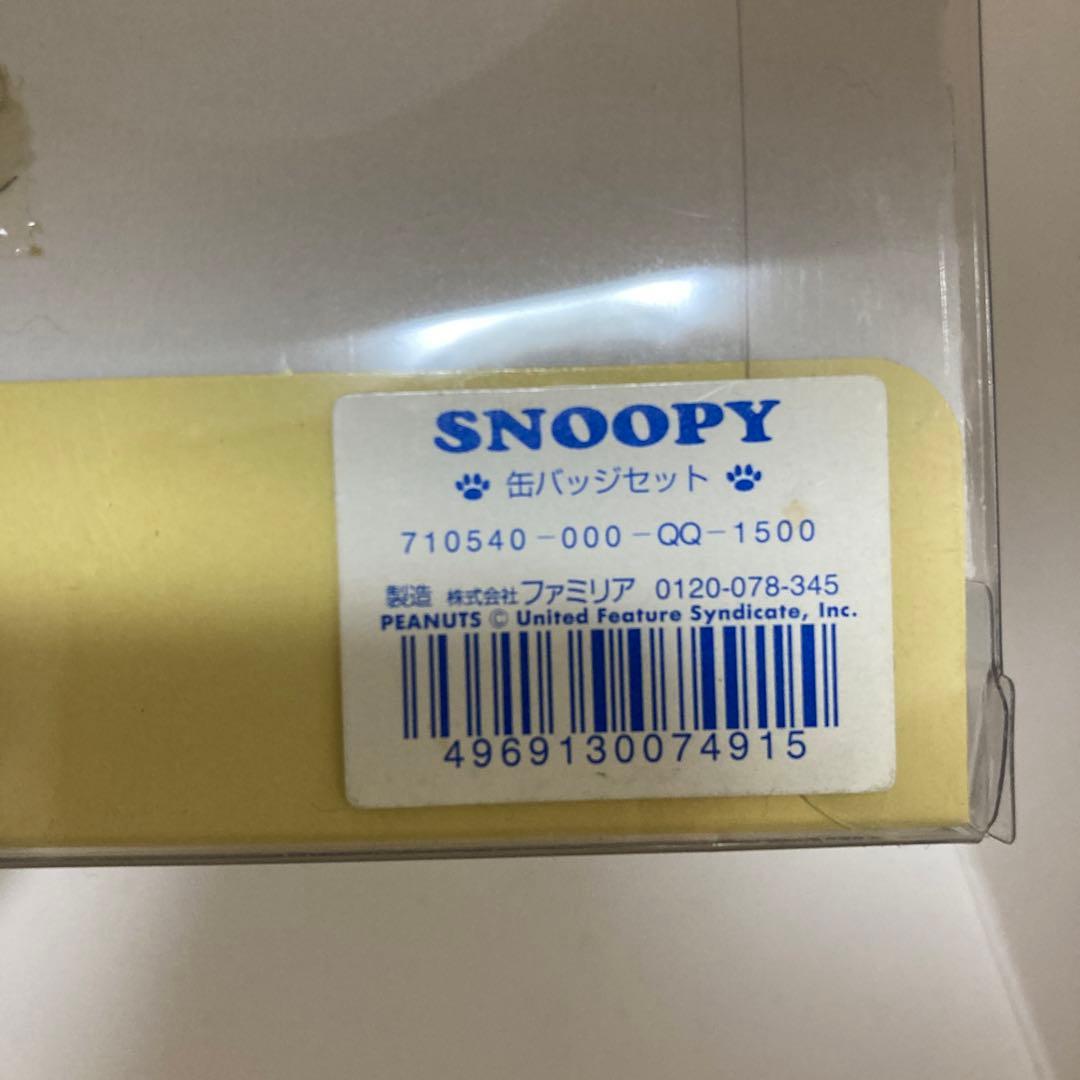 SNOOPY
缶バッジセット
710540-000-QQ-1500
製造 株式会社ファミリア 0120-078-345
PEANUTS © United Feature Syndicate, Inc.
4969130074915